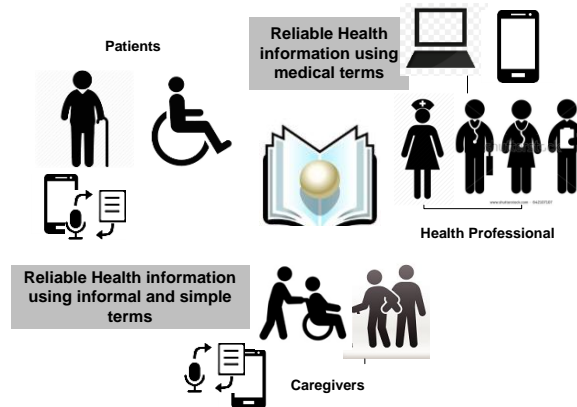 Patients
Reliable Health
information using
medical terms
Health Professional
Reliable Health information
using informal and simple
terms
Caregivers